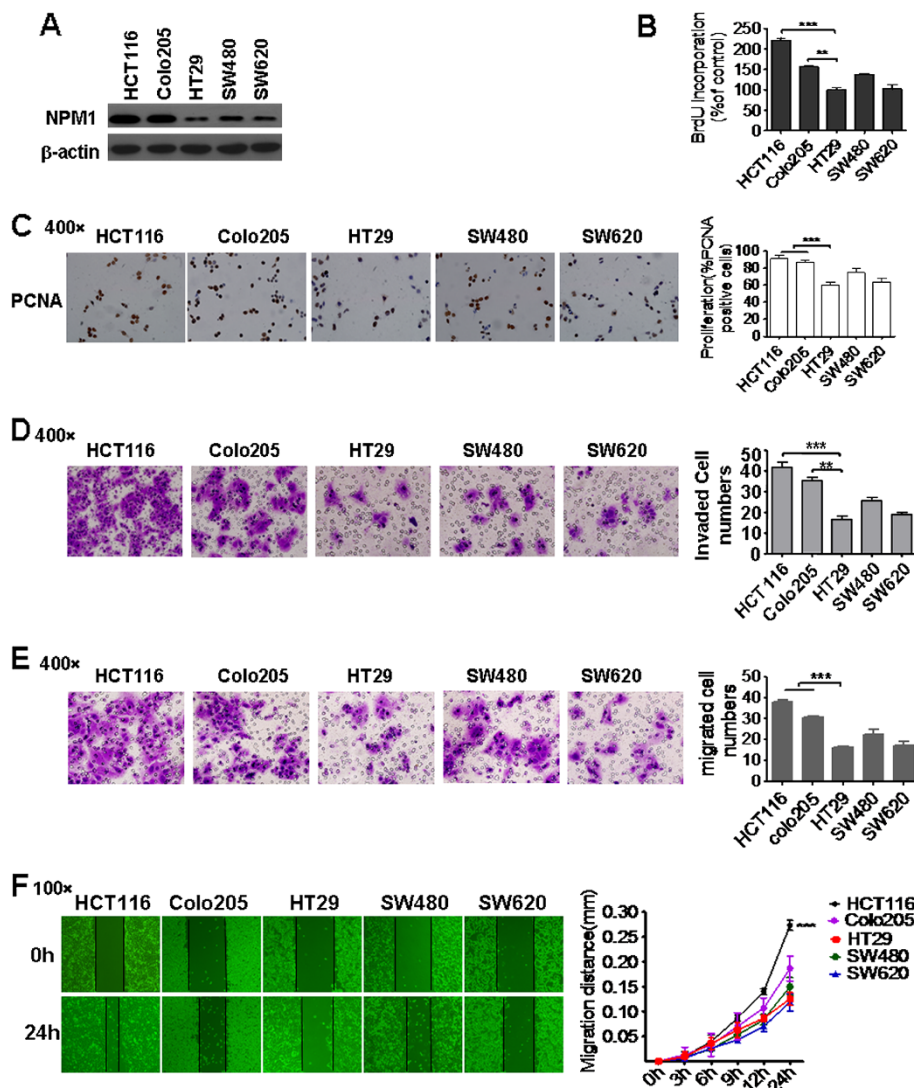 A
HCT116 Colo205 HT29 SW480 SW620
NPM1
β-actin
B
BrdU Incorporation
(%of control)
250
200
150
100
50
0
*** **
HCT116 Colo205 HT29 SW480 SW620
C 400×
HCT116 Colo205 HT29 SW480 SW620
PCNA
Proliferation(%PCNA
positive cells)
100
80
60
40
20
0
***
HCT116 Colo205 HT29 SW480 SW620
D 400×
HCT116 Colo205 HT29 SW480 SW620
Invaded Cell
numbers
50
40
30
20
10
0
***
**
HCT116 Colo205 HT29 SW480 SW620
E 400×
HCT116 Colo205 HT29 SW480 SW620
migrated cell
numbers
50
40
30
20
10
0
***
HCT116 colo205 HT29 SW480 SW620
F 100×
HCT116 Colo205 HT29 SW480 SW620
0h
24h
Migration distance(mm)
0.30
0.25
0.20
0.15
0.10
0.05
0h 3h 6h 9h 12h 24h
***
HCT116
Colo205
HT29
SW480
SW620